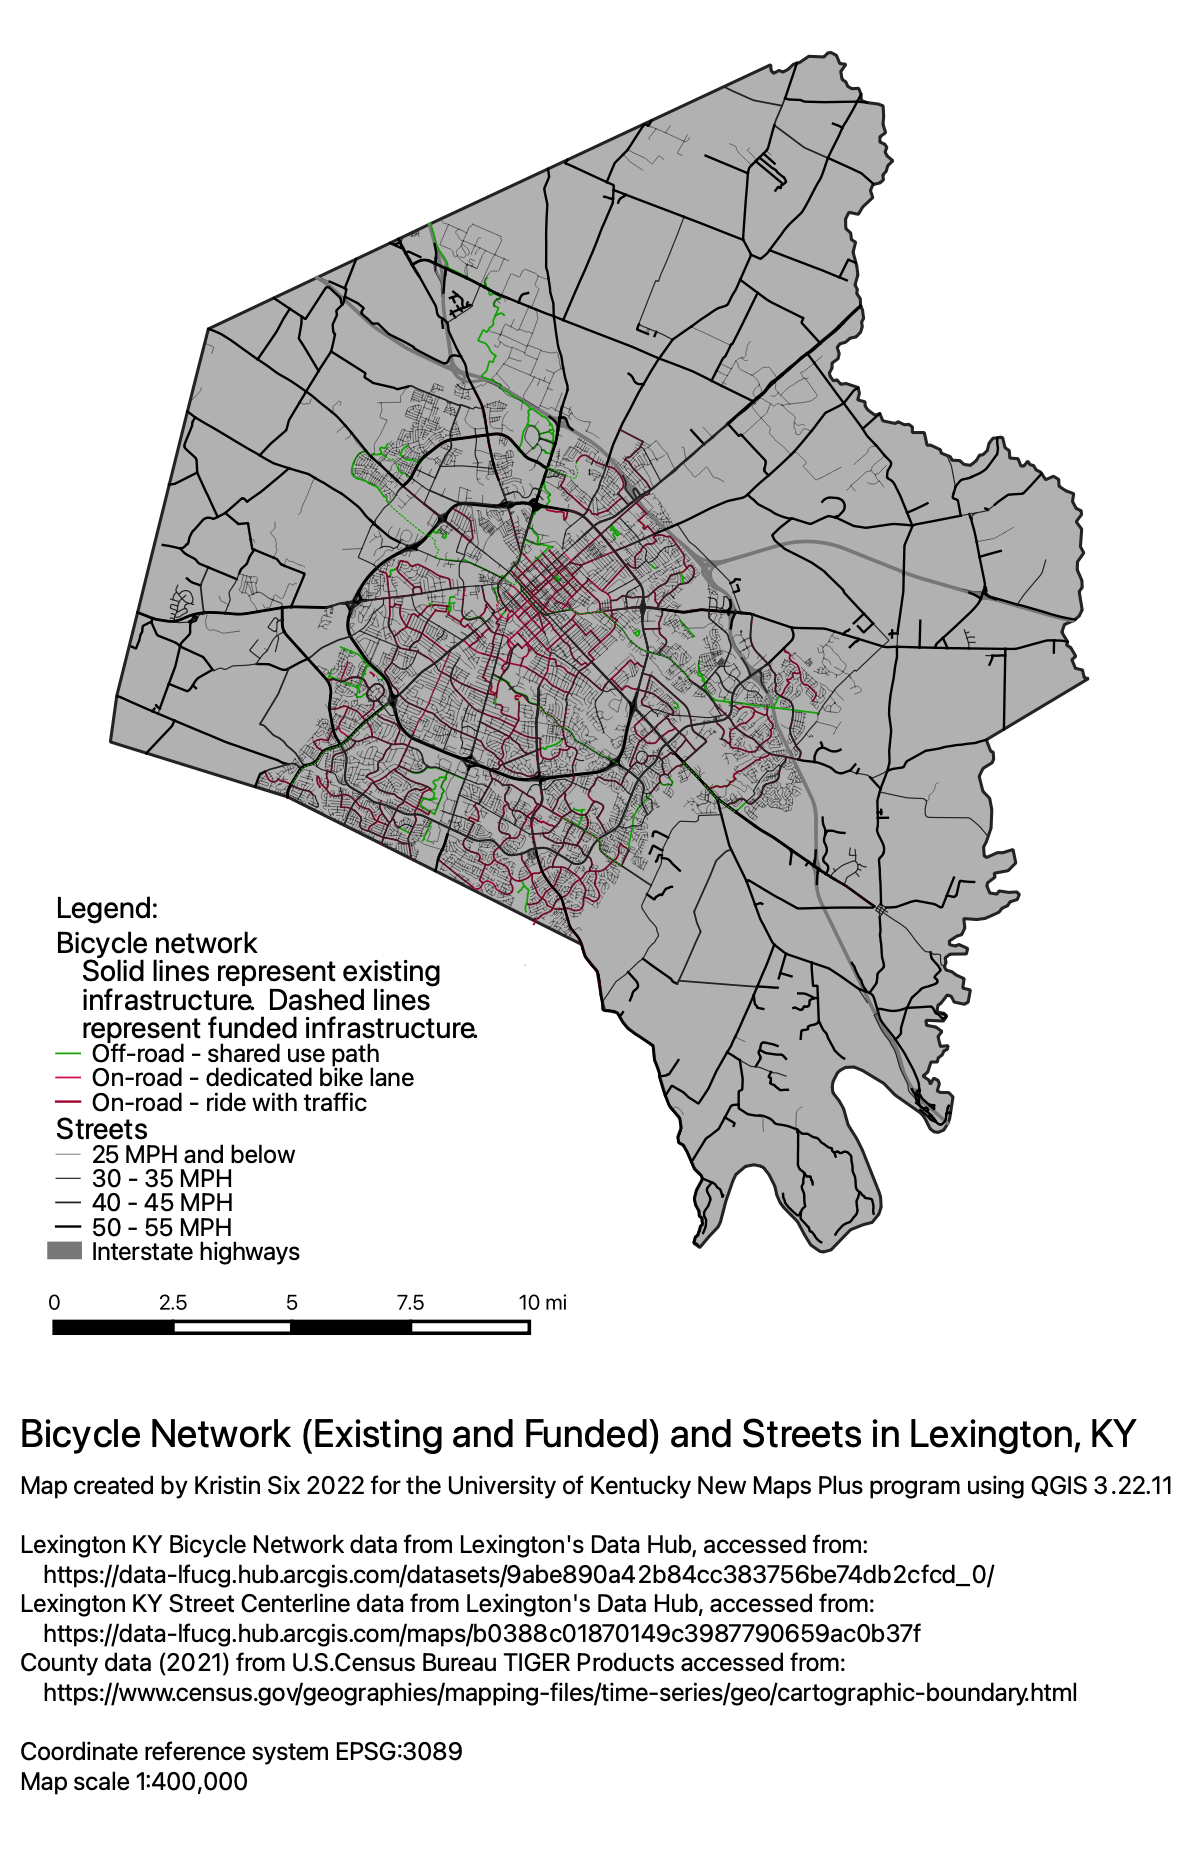 Legend:
Bicycle network
Solid lines represent existing
infrastructure. Dashed lines
represent funded infrastructure.
Off-road - shared use path
On-road - dedicated bike lane
On-road - ride with traffic
Streets
25 MPH and below
30 - 35 MPH
40 - 45 MPH
50 - 55 MPH
Interstate highways
0 2.5 5 7.5 10 mi
Bicycle Network (Existing and Funded) and Streets in Lexington, KY
Map created by Kristin Six 2022 for the University of Kentucky New Maps Plus program using QGIS 3.22.11
Lexington KY Bicycle Network data from Lexington's Data Hub, accessed from:
https://data-lfucg.hub.arcgis.com/datasets/9abe890a42b84cc383756be74db2cfcd_0/
Lexington KY Street Centerline data from Lexington's Data Hub, accessed from:
https://data-lfucg.hub.arcgis.com/maps/b0388c01870149c3987790659ac0b37f
County data (2021) from U.S.Census Bureau TIGER Products accessed from:
https://www.census.gov/geographies/mapping-files/time-series/geo/cartographic-boundary.html
Coordinate reference system EPSG:3089
Map scale 1:400,000